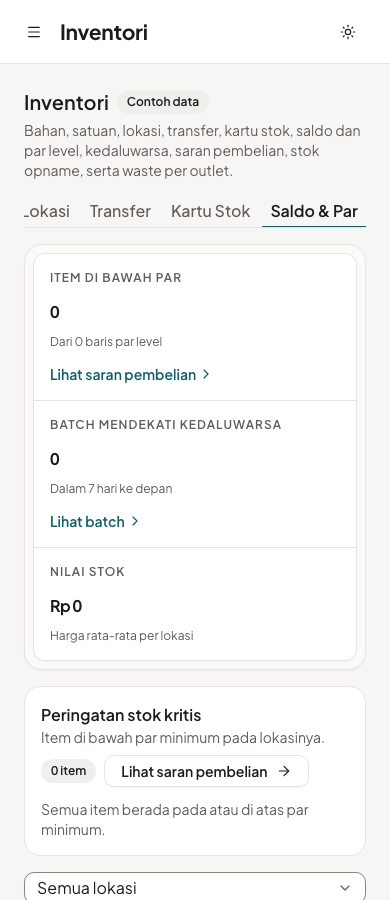 Inventori
Inventori
Contoh data
Bahan, satuan, lokasi, transfer, kartu stok, saldo dan
par level, kedaluwarsa, saran pembelian, stok
opname, serta waste per outlet.
Lokasi Transfer Kartu Stok Saldo & Par
ITEM DI BAWAH PAR
0
Dari 0 baris par level
Lihat saran pembelian
BATCH MENDEKATI KEDALUWARSA
0
Dalam 7 hari ke depan
Lihat batch
NILAI STOK
Rp0
Harga rata-rata per lokasi
Peringatan stok kritis
Item di bawah par minimum pada lokasinya.
0 item
Lihat saran pembelian
Semua item berada pada atau di atas par
minimum.
Semua lokasi